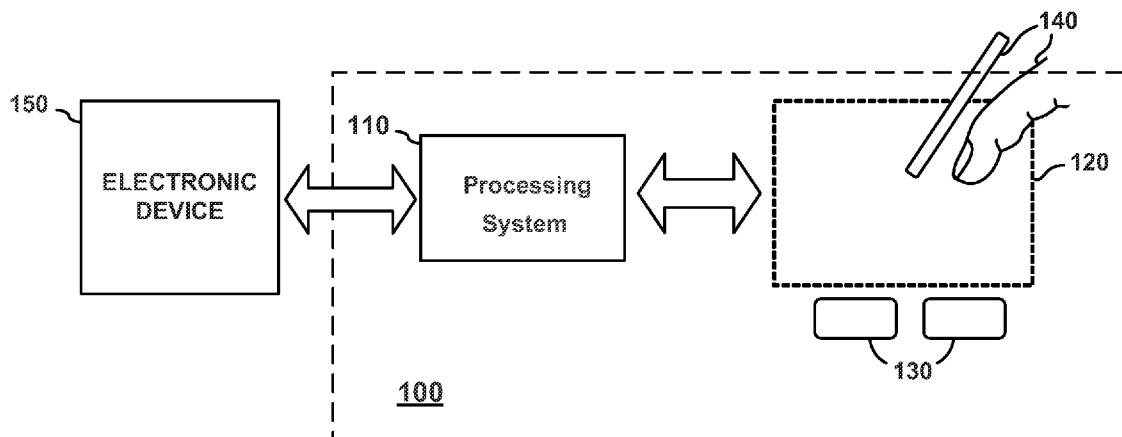 140
150
110
ELECTRONIC
DEVICE
Processing
System
120
130
100